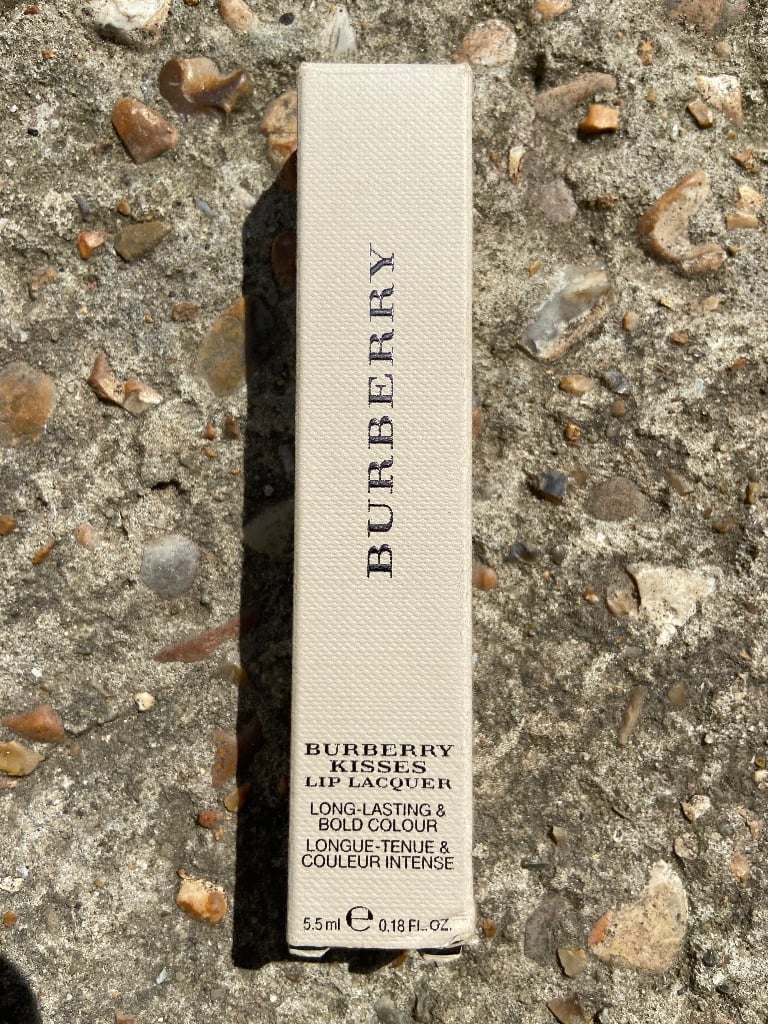 BURBERRY
BURBERRY
KISSES
LIP LACQUER
LONG-LASTING &
BOLD COLOUR
LONGUE-TENUE &
COULEUR INTENSE
5.5 ml ℮ 0.18 FL.OZ.